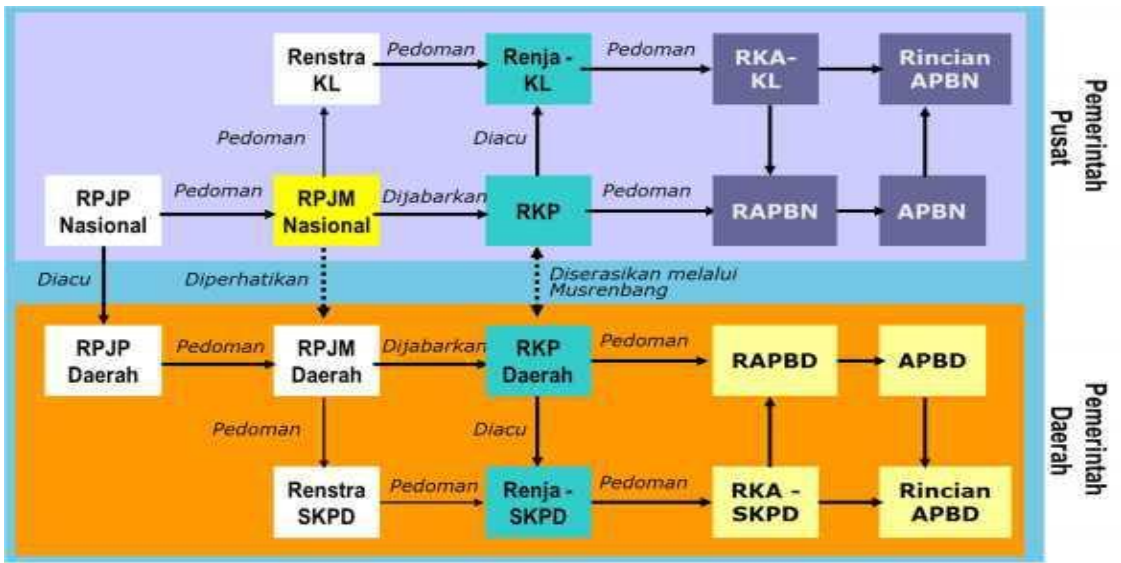 Renstra
KL
Pedoman
Renja -
KL
Pedoman
RKA-
KL
Rincian
APBN
Pedoman
Diacu
RPJP
Nasional
Pedoman
RPJM
Nasional
Dijabarkan
RKP
Pedoman
RAPBN
APBN
Pemerintah
Pusat
Diacu
Diperhatikan
Diserasikan melalui
Musrenbang
RPJP
Daerah
Pedoman
RPJM
Daerah
Dijabarkan
RKP
Daerah
Pedoman
RAPBD
APBD
Pedoman
Diacu
Renstra
SKPD
Pedoman
Renja -
SKPD
Pedoman
RKA -
SKPD
Rincian
APBD
Pemerintah
Daerah